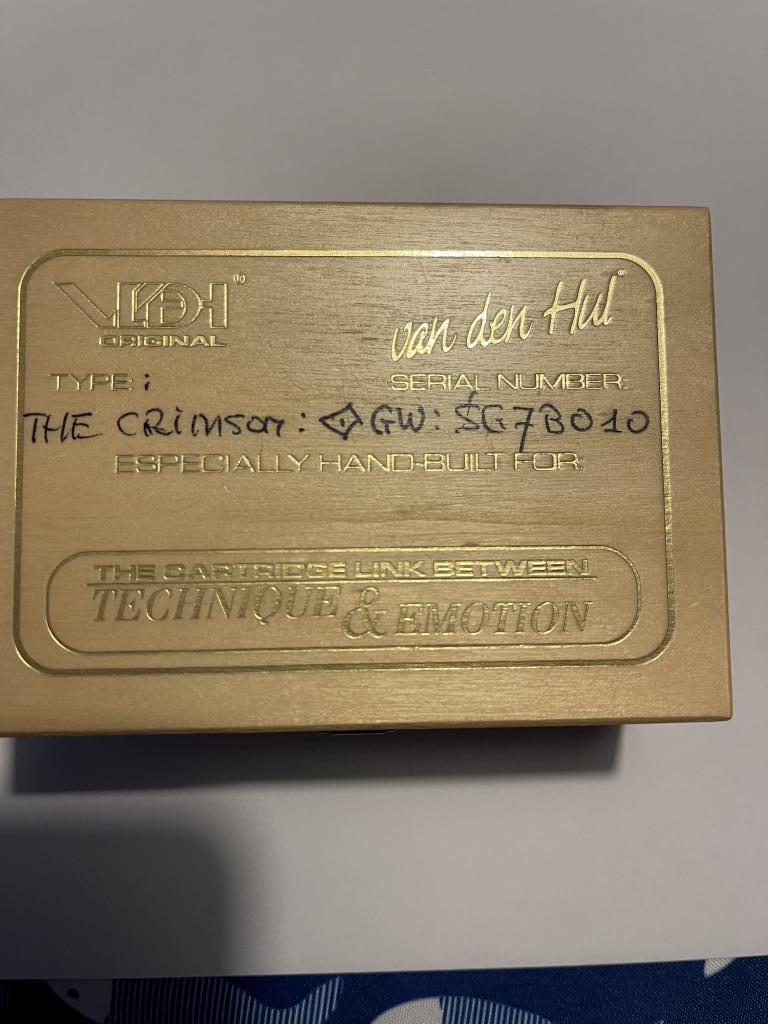 VDH®
ORIGINAL
van den Hul®
TYPE:
SERIAL NUMBER:
THE CRIMSON: GW: SG7B010
ESPECIALLY HAND-BUILT FOR:
THE CARTRIDGE LINK BETWEEN
TECHNIQUE & EMOTION